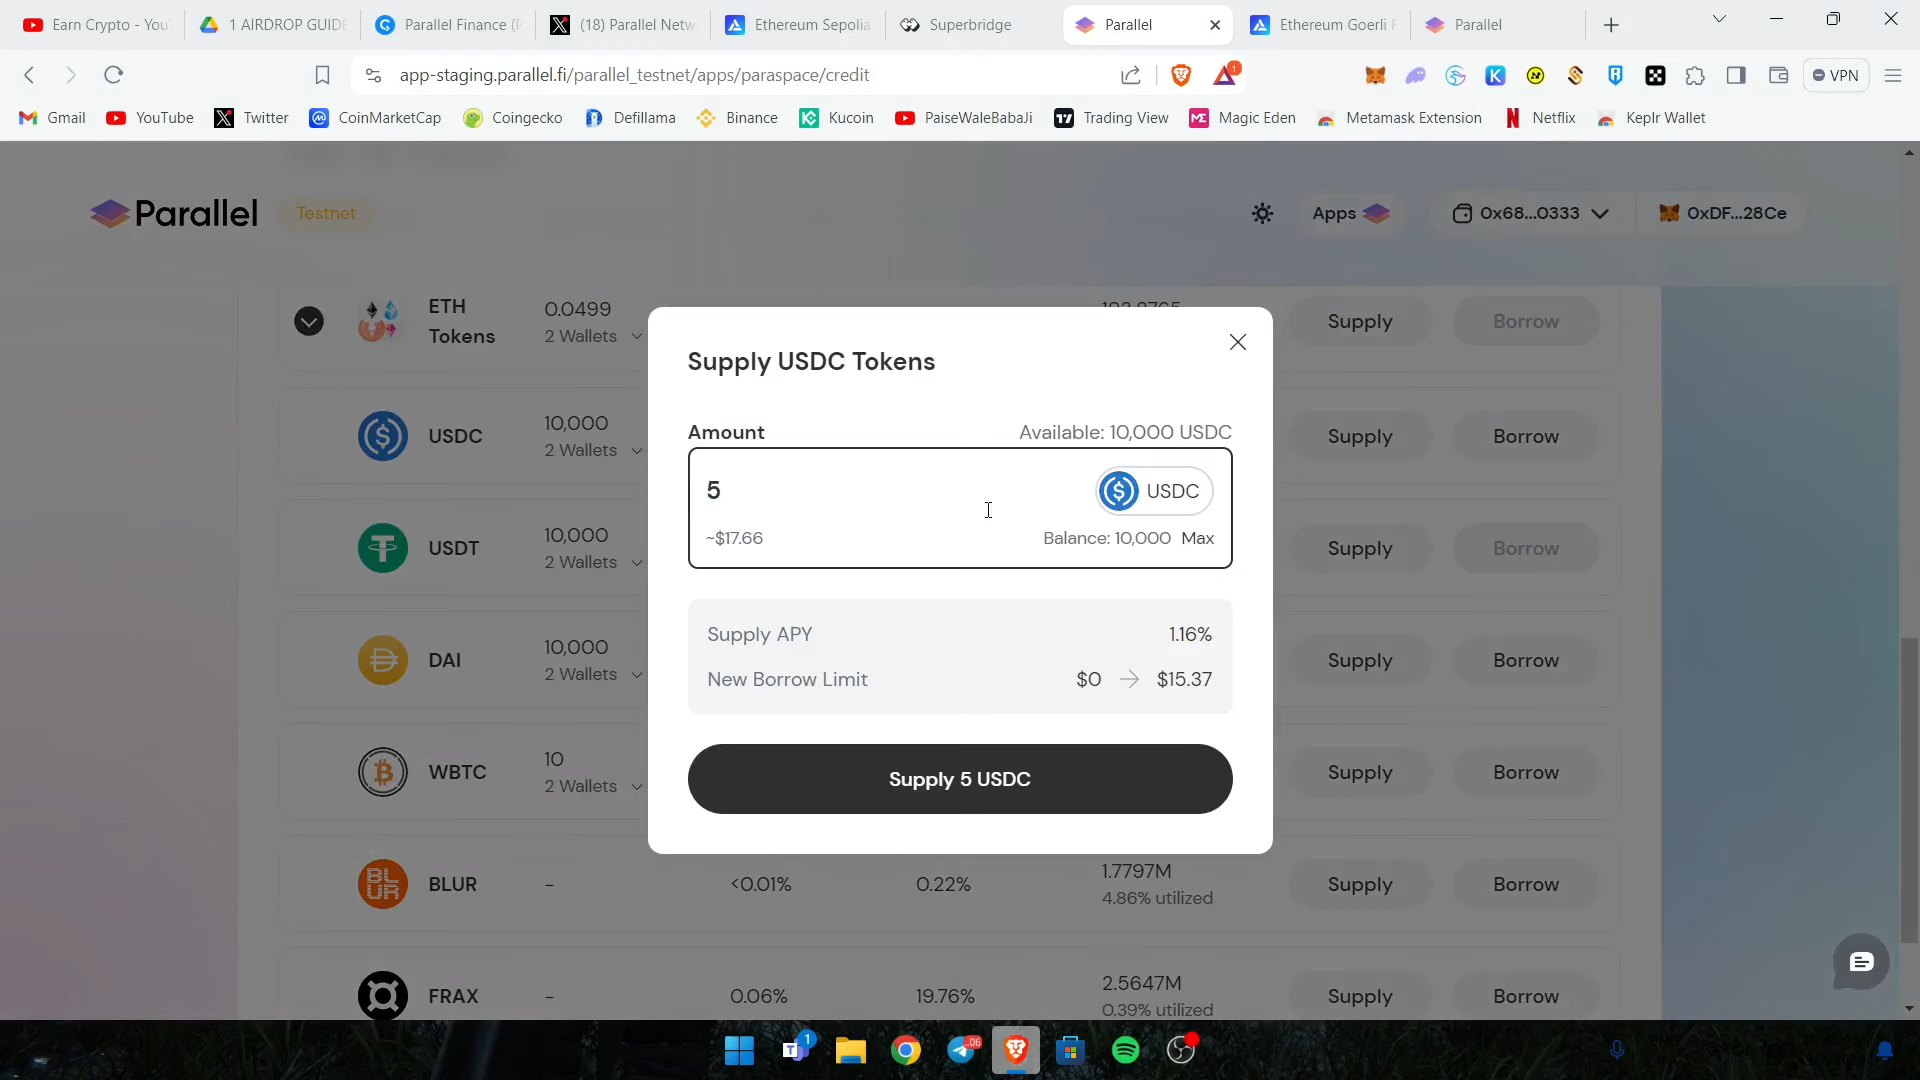 Earn Crypto - You
1 AIRDROP GUIDE
Parallel Finance (P
(18) Parallel Netw
Ethereum Sepolia
Superbridge
Parallel
Ethereum Goerli F
Parallel
app-staging.parallel.fi/parallel_testnet/apps/paraspace/credit
1
VPN
Gmail
YouTube
Twitter
CoinMarketCap
Coingecko
Defillama
Binance
Kucoin
PaiseWaleBabaJi
Trading View
Magic Eden
Metamask Extension
Netflix
Keplr Wallet
Parallel
Testnet
Apps
0x68...0333
0xDF...28Ce
ETH Tokens
0.0499
2 Wallets
Supply
Borrow
USDC
10,000
2 Wallets
Supply
Borrow
USDT
10,000
2 Wallets
Supply
Borrow
DAI
10,000
2 Wallets
Supply
Borrow
WBTC
10
2 Wallets
Supply
Borrow
BLUR
-
<0.01%
0.22%
1.7797M
4.86% utilized
Supply
Borrow
FRAX
-
0.06%
19.76%
2.5647M
0.39% utilized
Supply
Borrow
Supply USDC Tokens
Amount
Available: 10,000 USDC
5
USDC
~$17.66
Balance: 10,000 Max
Supply APY
1.16%
New Borrow Limit
$0 → $15.37
Supply 5 USDC
1
.06